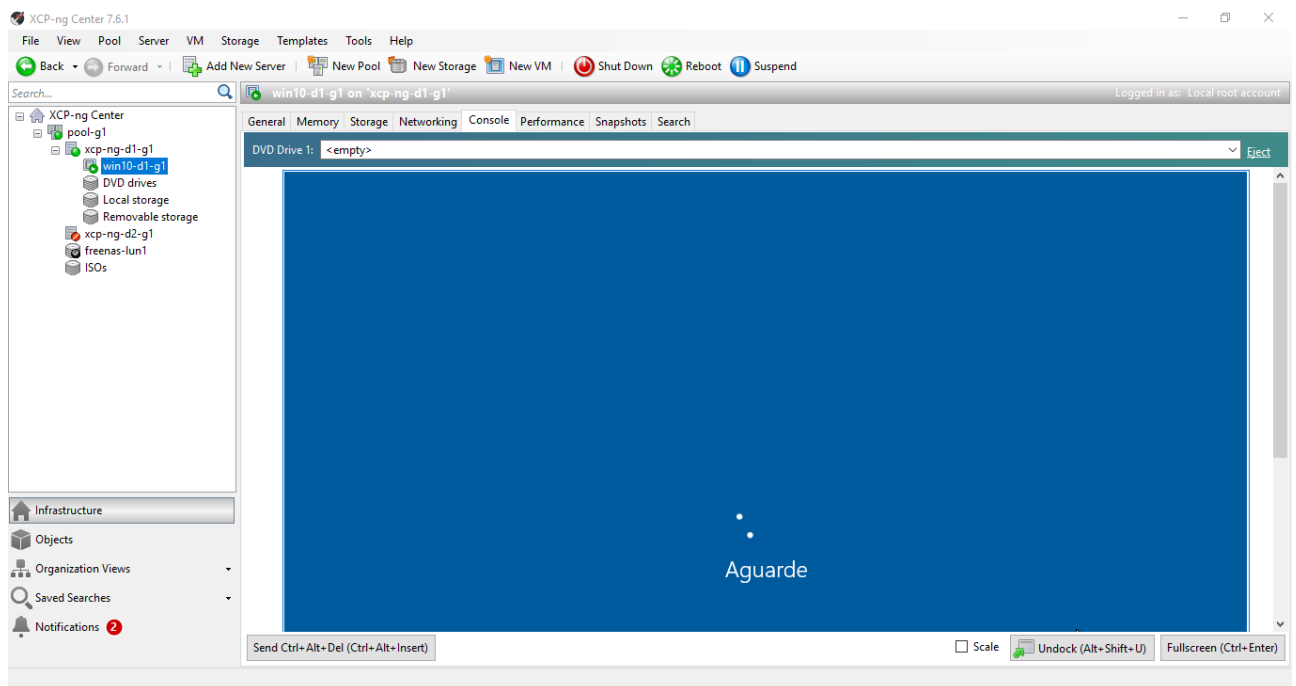 XCP-ng Center 7.6.1
File View Pool Server VM Storage Templates Tools Help
Back Forward Add New Server New Pool New Storage New VM Shut Down Reboot Suspend
Search...
win10-d1-g1 on 'xcp-ng-d1-g1' Logged in as: Local root account
XCP-ng Center
pool-g1
xcp-ng-d1-g1
win10-d1-g1
DVD drives
Local storage
Removable storage
xcp-ng-d2-g1
freenas-lun1
ISOs
General Memory Storage Networking Console Performance Snapshots Search
DVD Drive 1: <empty> Eject
Aguarde
Infrastructure
Objects
Organization Views
Saved Searches
Notifications 2
Send Ctrl+Alt+Del (Ctrl+Alt+Insert) Scale Undock (Alt+Shift+U) Fullscreen (Ctrl+Enter)